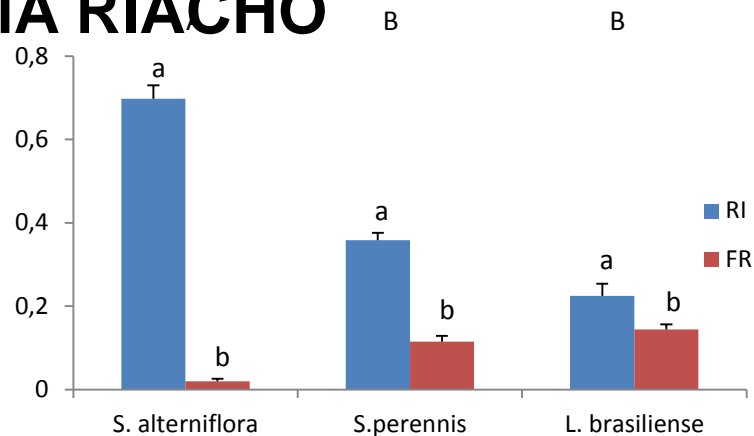 IA RIACHO
B B
0,8
a
0,6
0,4
a
RI
a
FR
0,2
b
b
b
0
S. alterniflora S.perennis L. brasiliense